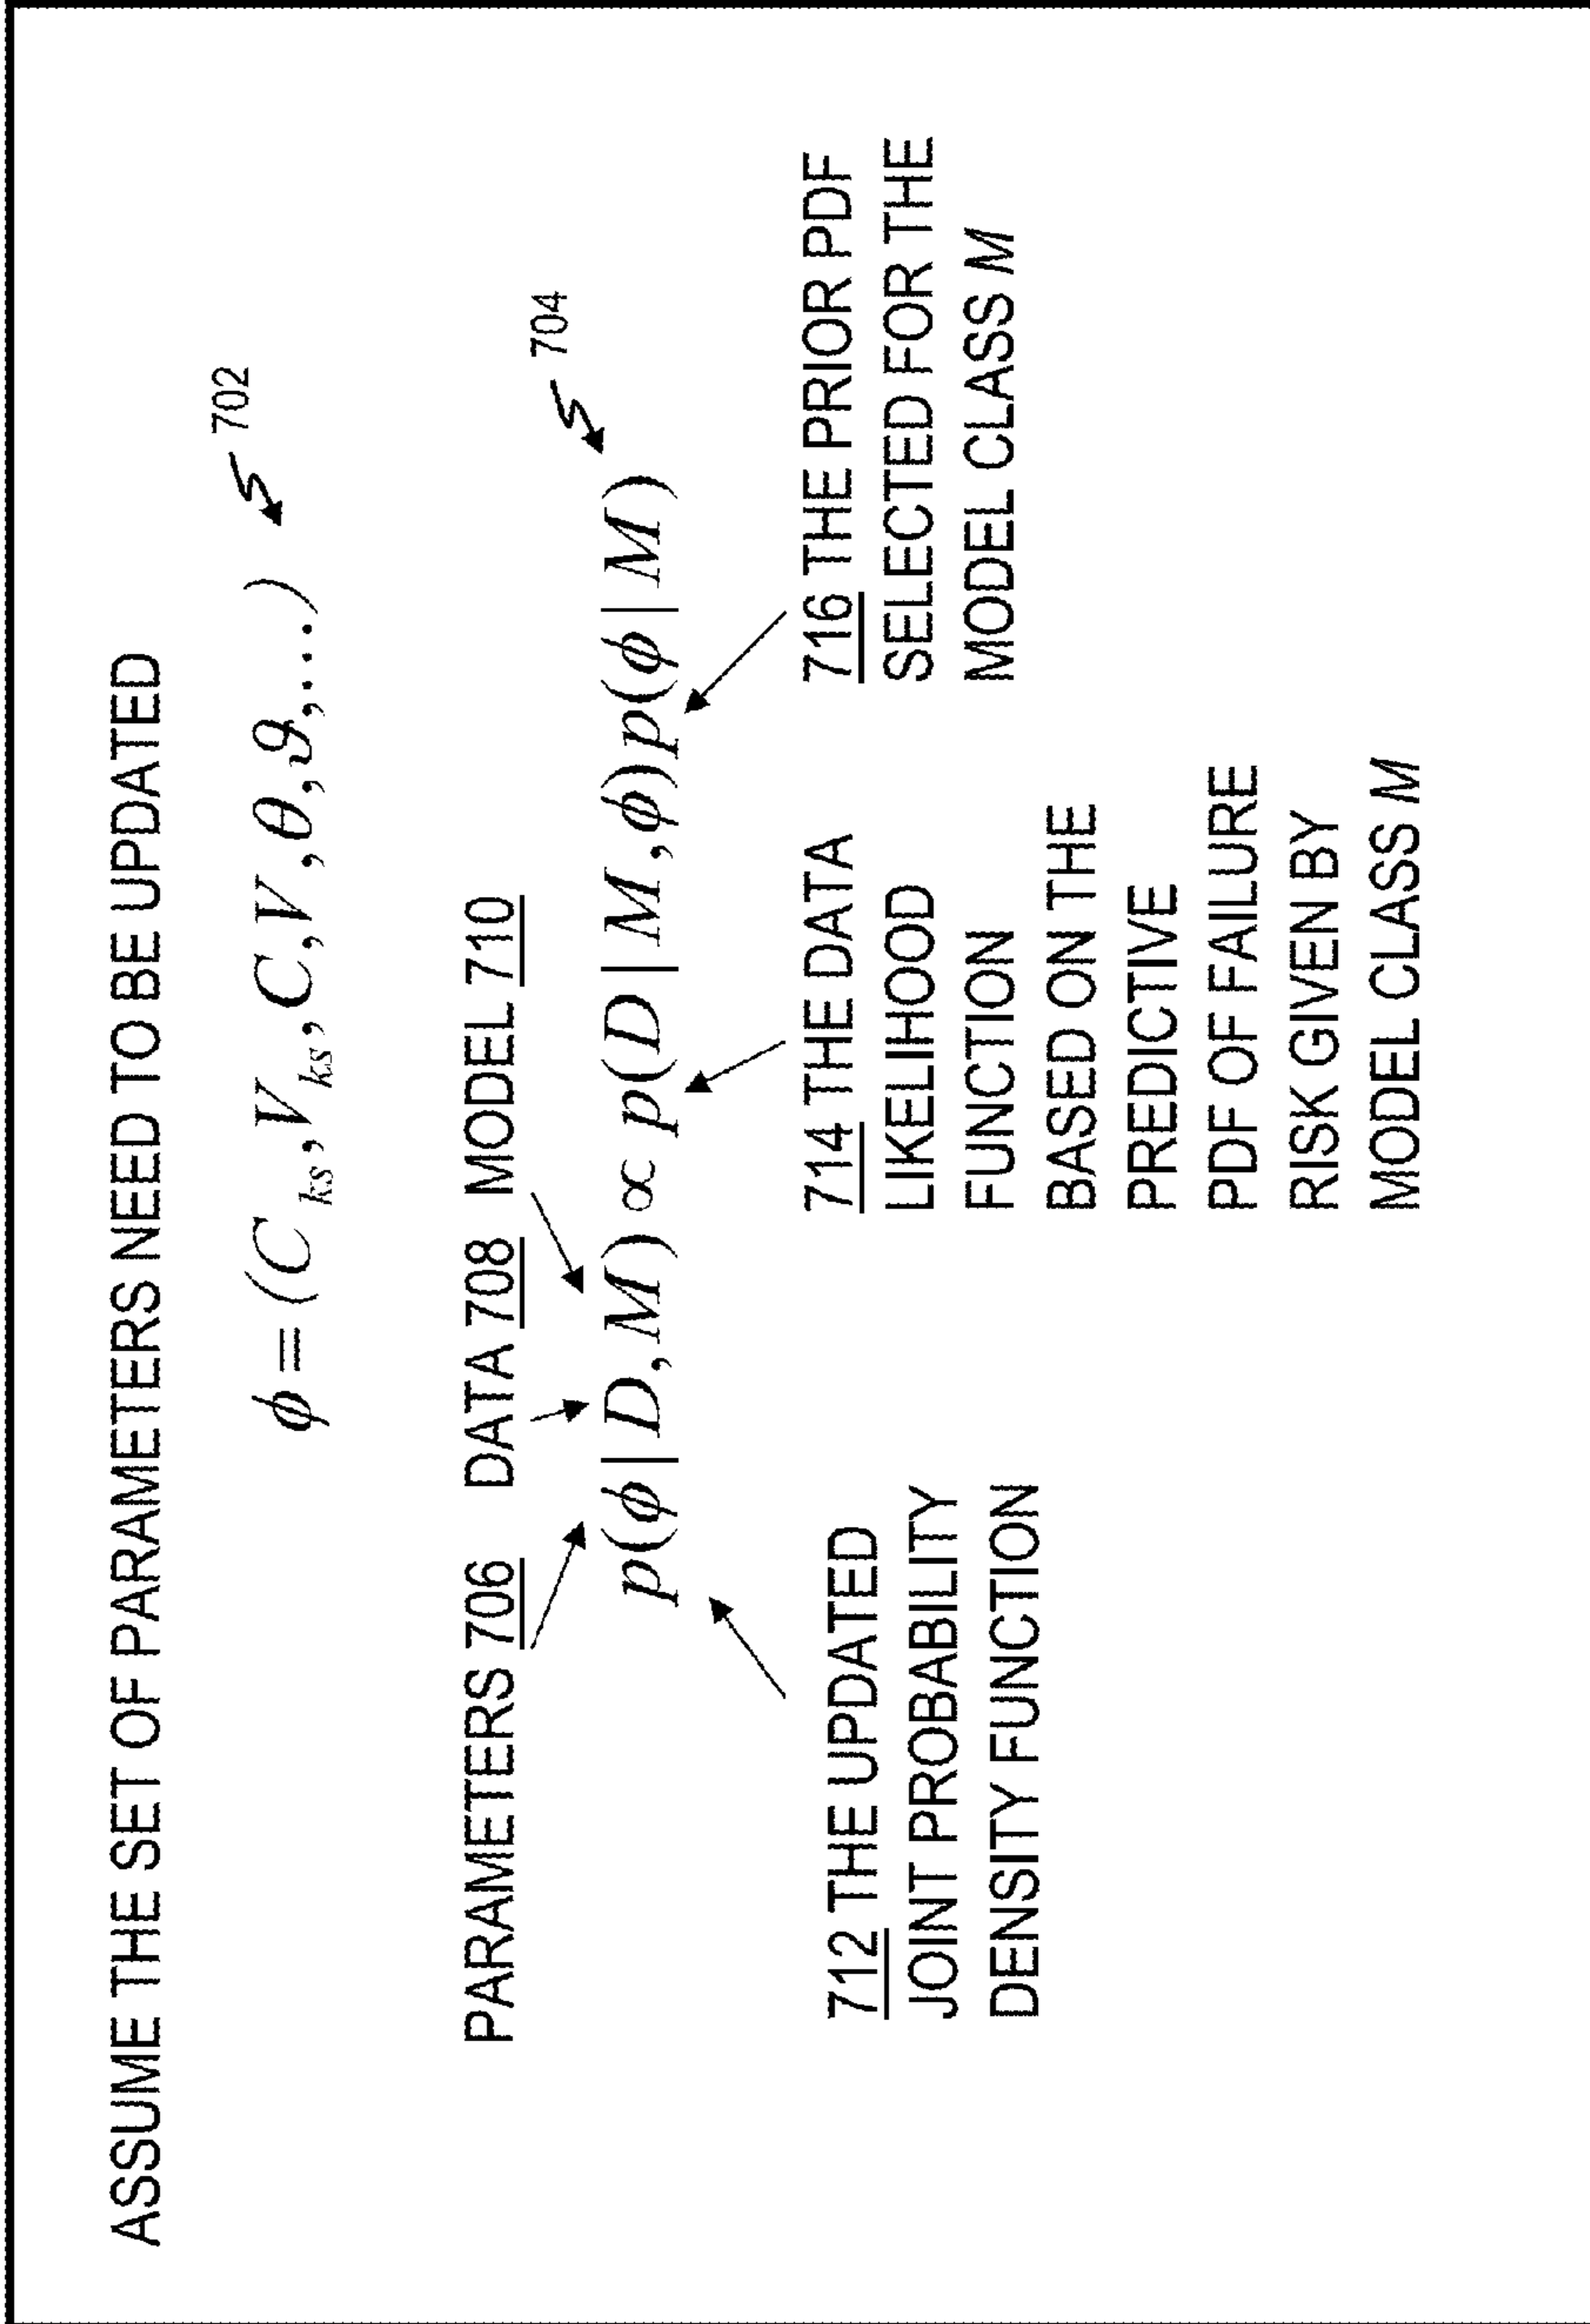 ASSUME THE SET OF PARAMETERS NEED TO BE UPDATED
702
ϕ = (C_ks, V_ks, C, V, θ, ϑ, ....)
704
PARAMETERS 706 DATA 708 MODEL 710
p(ϕ | D, M) ∝ p(D | M, ϕ)p(ϕ | M)
712 THE UPDATED
JOINT PROBABILITY
DENSITY FUNCTION
714 THE DATA
LIKELIHOOD
FUNCTION
BASED ON THE
PREDICTIVE
PDF OF FAILURE
RISK GIVEN BY
MODEL CLASS M
716 THE PRIOR PDF
SELECTED FOR THE
MODEL CLASS M